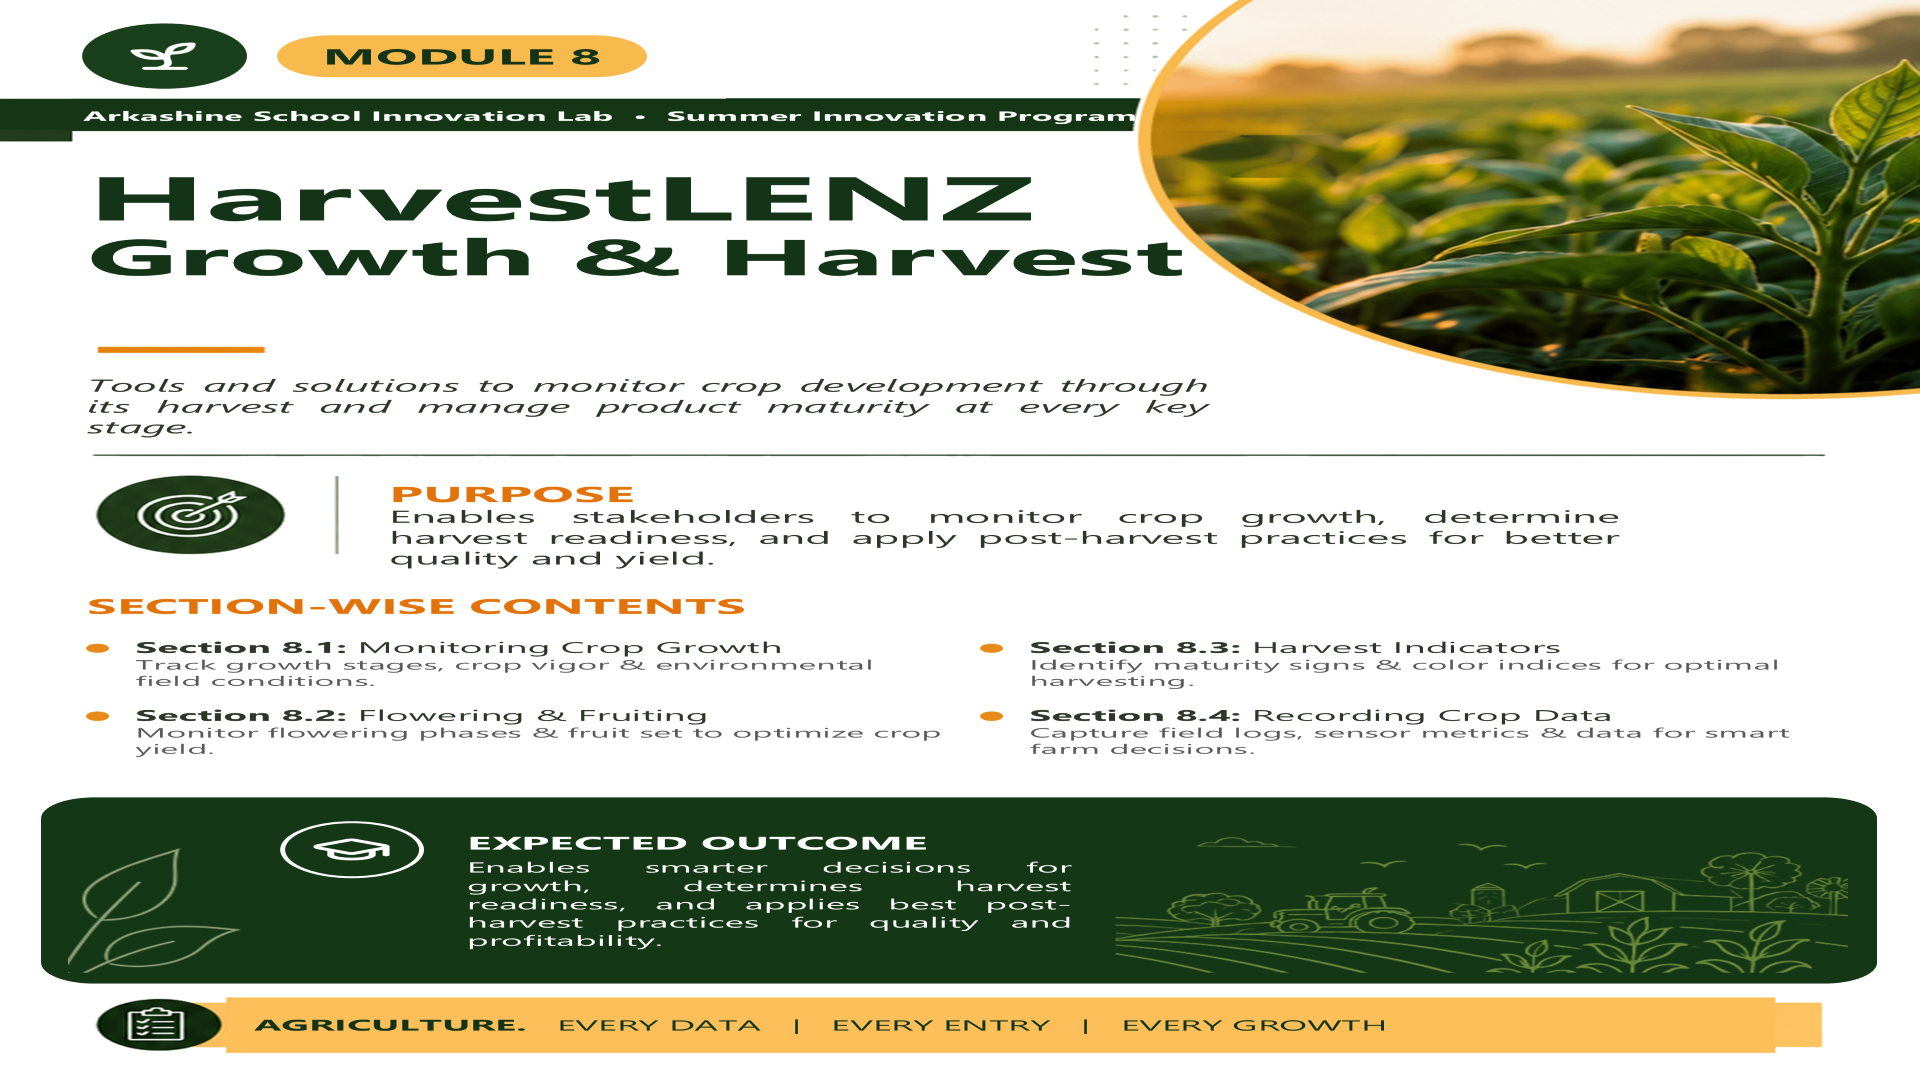 MODULE 8
Arkashine School Innovation Lab • Summer Innovation Program
HarvestLENZ
Growth & Harvest
Tools and solutions to monitor crop development through
its harvest and manage product maturity at every key
stage.
PURPOSE
Enables stakeholders to monitor crop growth, determine
harvest readiness, and apply post-harvest practices for better
quality and yield.
SECTION-WISE CONTENTS
Section 8.1: Monitoring Crop Growth
Track growth stages, crop vigor & environmental
field conditions.
Section 8.2: Flowering & Fruiting
Monitor flowering phases & fruit set to optimize crop
yield.
Section 8.3: Harvest Indicators
Identify maturity signs & color indices for optimal
harvesting.
Section 8.4: Recording Crop Data
Capture field logs, sensor metrics & data for smart
farm decisions.
EXPECTED OUTCOME
Enables smarter decisions for
growth, determines harvest
readiness, and applies best post-
harvest practices for quality and
profitability.
AGRICULTURE. EVERY DATA | EVERY ENTRY | EVERY GROWTH